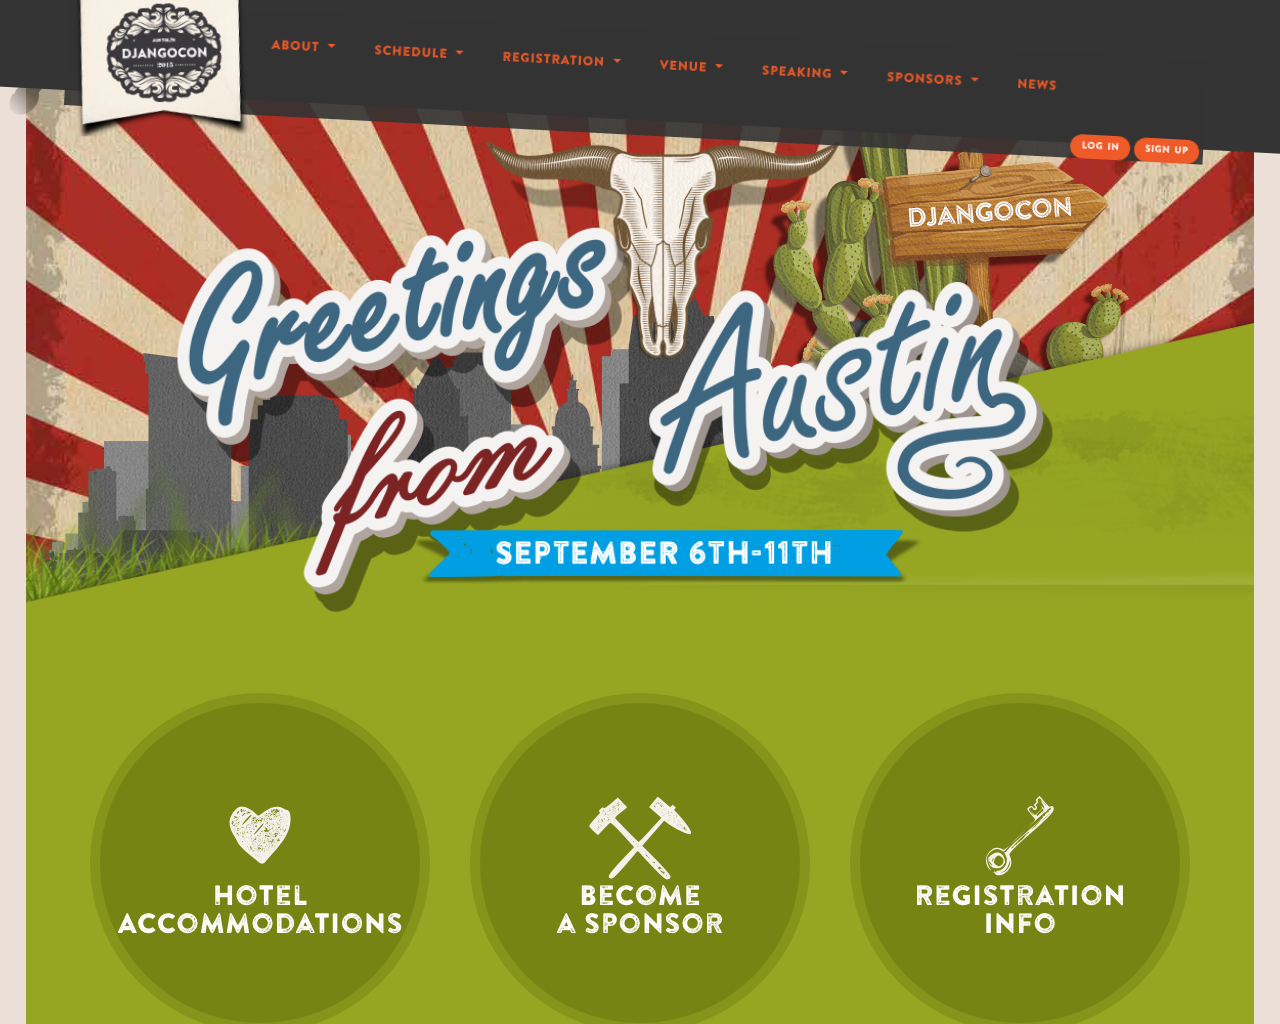 DJANGOCON
2015
ABOUT
SCHEDULE
REGISTRATION
VENUE
SPEAKING
SPONSORS
NEWS
LOG IN
SIGN UP
DJANGOCON
Greetings
from
Austin
SEPTEMBER 6TH-11TH
HOTEL
ACCOMMODATIONS
BECOME
A SPONSOR
REGISTRATION
INFO